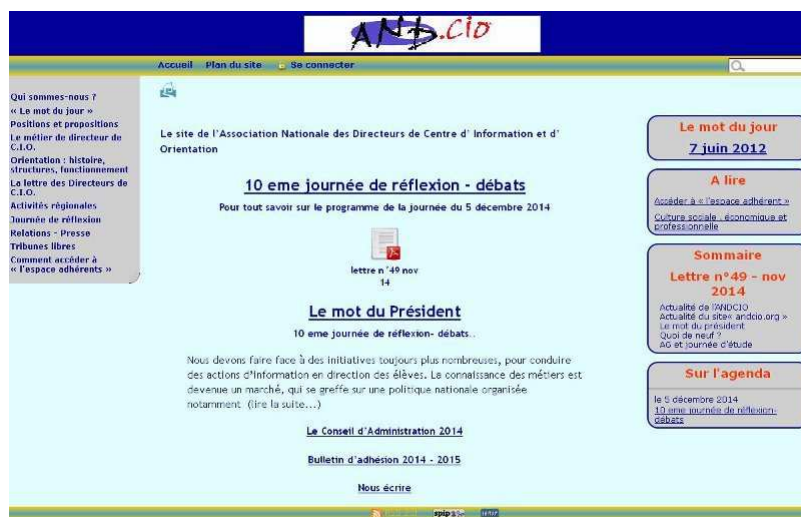 AND.cio
Accueil Plan du site Se connecter
Qui sommes-nous ?
« Le mot du jour »
Positions et propositions
Le métier de directeur de
C.I.O.
Orientation : histoire,
structures, fonctionnement
La lettre des Directeurs de
C.I.O.
Activités régionales
Journée de réflexion
Relations - Presse
Tribunes libres
Comment accéder à
« l'espace adhérents »
Le site de l'Association Nationale des Directeurs de Centre d' Information et d'
Orientation
10 eme journée de réflexion - débats
Pour tout savoir sur le programme de la journée du 5 décembre 2014
lettre n °49 nov
14
Le mot du Président
10 eme journée de réflexion- débats..
Nous devons faire face à des initiatives toujours plus nombreuses, pour conduire
des actions d'information en direction des élèves. La connaissance des métiers est
devenue un marché, qui se greffe sur une politique nationale organisée
notamment (lire la suite...)
Le Conseil d'Administration 2014
Bulletin d'adhésion 2014 - 2015
Nous écrire
Le mot du jour
7 juin 2012
A lire
Accéder à « l'espace adhérent »
Culture sociale , économique et
professionnelle
Sommaire
Lettre n°49 - nov
2014
Actualité de l'ANDCIO
Actualité du site« andcio.org »
Le mot du président
Quoi de neuf ?
AG et journée d'étude
Sur l'agenda
le 5 décembre 2014
10 eme journée de réflexion-
débats
spip